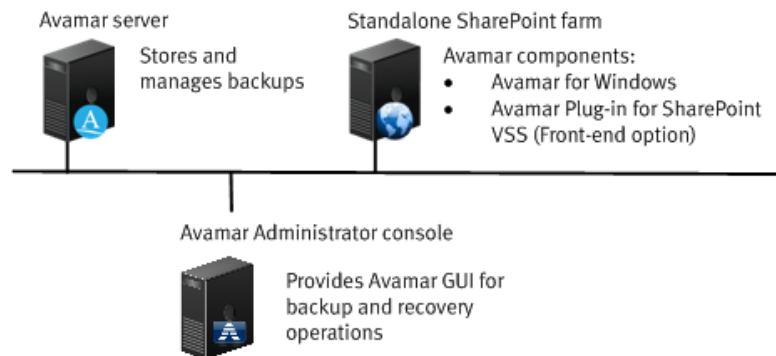 Avamar server
Stores and
manages backups
Standalone SharePoint farm
Avamar components:
• Avamar for Windows
• Avamar Plug-in for SharePoint
VSS (Front-end option)
Avamar Administrator console
Provides Avamar GUI for
backup and recovery
operations